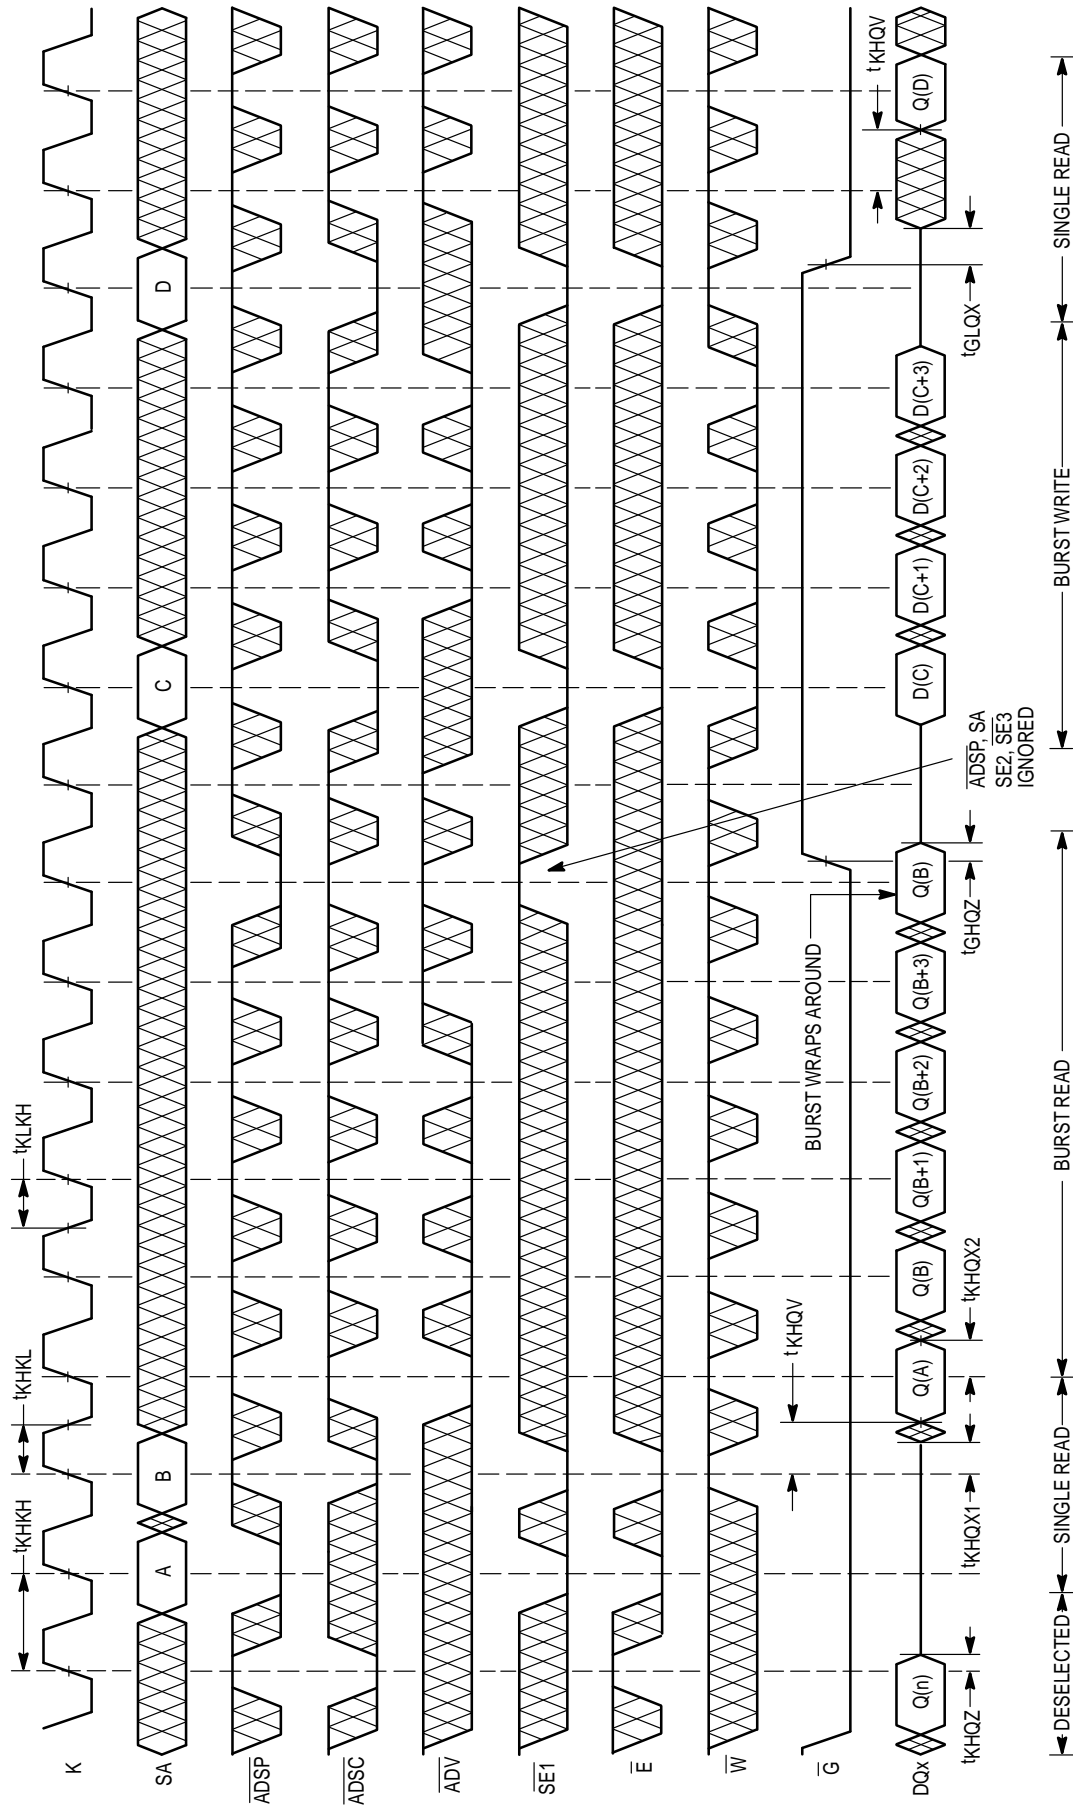 K
SA
ADSP
ADSC
ADV
SE1
E
W
G
DQx
tKHKH
tKHKL
tKLKH
A
B
C
D
BURST WRAPS AROUND
ADSP, SA
SE2, SE3
IGNORED
tKHQV
tKHQV
tGHQZ
tGLQX
Q(n)
Q(A)
Q(B)
Q(B+1)
Q(B+2)
Q(B+3)
Q(B)
D(C)
D(C+1)
D(C+2)
D(C+3)
Q(D)
tKHQZ
tKHQX1
tKHQX2
DESELECTED
SINGLE READ
BURST READ
BURST WRITE
SINGLE READ